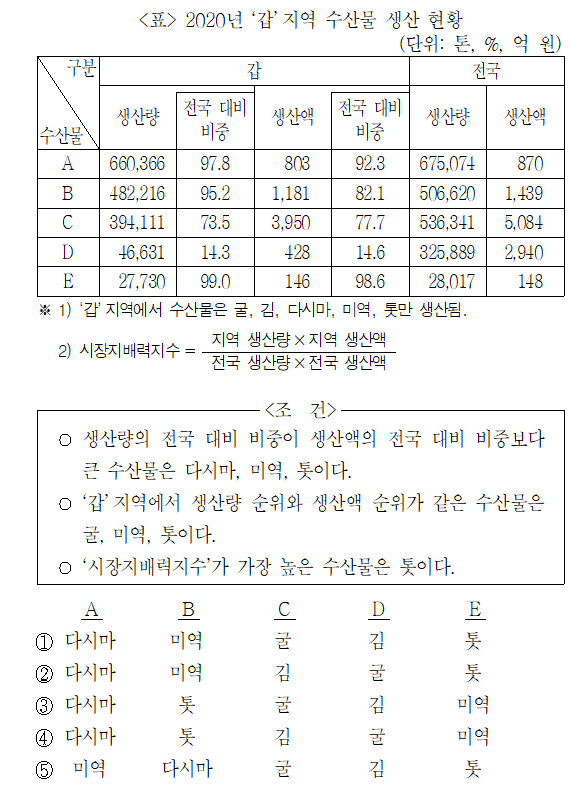 <표> 2020년 ‘갑’ 지역 수산물 생산 현황
(단위: 톤, %, 억 원)
구분 갑 전국
수산물 생산량 전국 대비 비중 생산액 전국 대비 비중 생산량 생산액
A 660,366 97.8 803 92.3 675,074 870
B 482,216 95.2 1,181 82.1 506,620 1,439
C 394,111 73.5 3,950 77.7 536,341 5,084
D 46,631 14.3 428 14.6 325,889 2,940
E 27,730 99.0 146 98.6 28,017 148
※ 1) ‘갑’ 지역에서 수산물은 굴, 김, 다시마, 미역, 톳만 생산됨.
2) 시장지배력지수 = 지역 생산량×지역 생산액
전국 생산량×전국 생산액
<조 건>
○ 생산량의 전국 대비 비중이 생산액의 전국 대비 비중보다
큰 수산물은 다시마, 미역, 톳이다.
○ ‘갑’ 지역에서 생산량 순위와 생산액 순위가 같은 수산물은
굴, 미역, 톳이다.
○ ‘시장지배력지수’가 가장 높은 수산물은 톳이다.
A B C D E
① 다시마 미역 굴 김 톳
② 다시마 미역 김 굴 톳
③ 다시마 톳 굴 김 미역
④ 다시마 톳 김 굴 미역
⑤ 미역 다시마 굴 김 톳